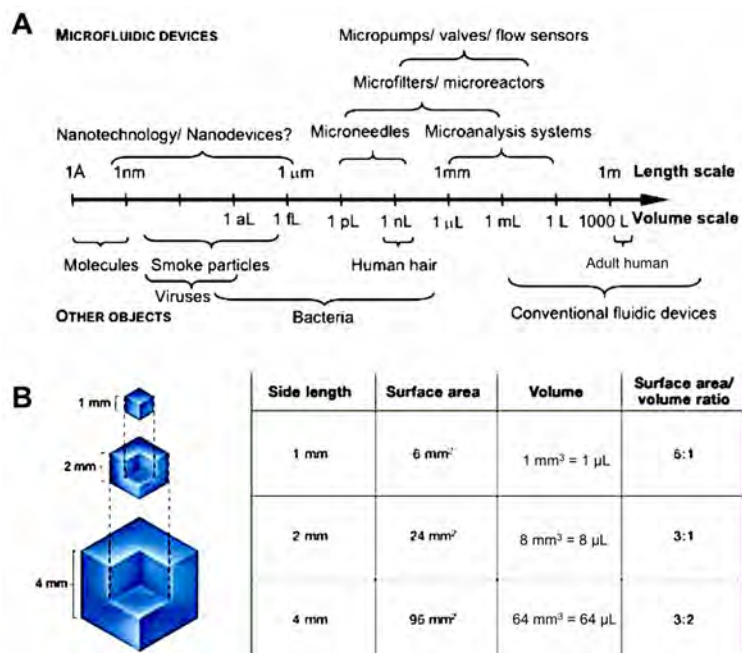 A
MICROFLUIDIC DEVICES
Micropumps/ valves/ flow sensors
Microfilters/ microreactors
Nanotechnology/ Nanodevices?
Microneedles
Microanalysis systems
1A 1nm 1 μm 1mm 1m Length scale
1 aL 1 fL 1 pL 1 nL 1 μL 1 mL 1 L 1000 L Volume scale
Molecules Smoke particles Human hair Adult human
Viruses
OTHER OBJECTS Bacteria Conventional fluidic devices
B
1 mm
2 mm
4 mm
Side length Surface area Volume Surface area/
volume ratio
1 mm 6 mm² 1 mm³ = 1 μL 6:1
2 mm 24 mm² 8 mm³ = 8 μL 3:1
4 mm 96 mm² 64 mm³ = 64 μL 3:2